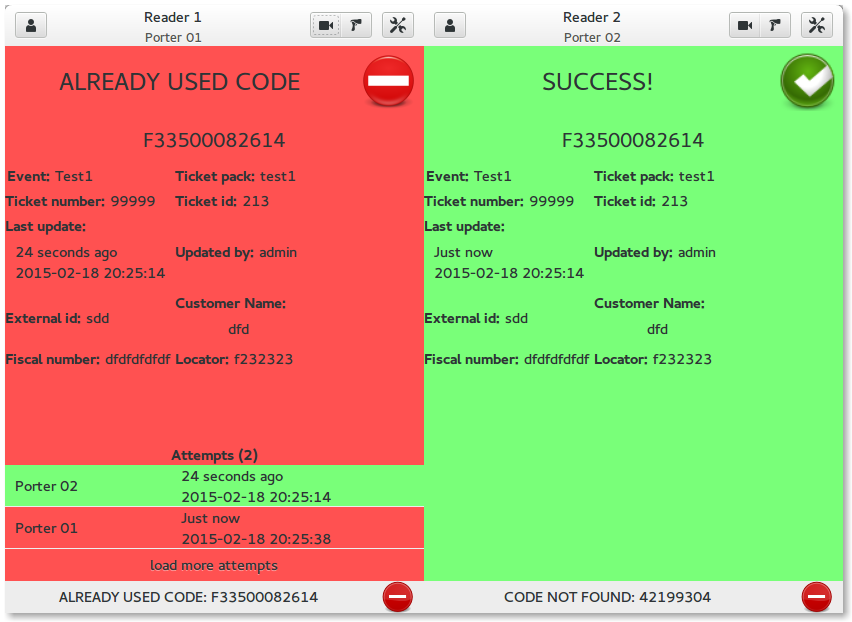 Reader 1
Porter 01
ALREADY USED CODE
F33500082614
Event: Test1 Ticket pack: test1
Ticket number: 99999 Ticket id: 213
Last update:
24 seconds ago Updated by: admin
2015-02-18 20:25:14
Customer Name:
External id: sdd
dfd
Fiscal number: dfdfdfdfdf Locator: f232323
Attempts (2)
24 seconds ago
Porter 02
2015-02-18 20:25:14
Just now
Porter 01
2015-02-18 20:25:38
load more attempts
ALREADY USED CODE: F33500082614
Reader 2
Porter 02
SUCCESS!
F33500082614
Event: Test1 Ticket pack: test1
Ticket number: 99999 Ticket id: 213
Last update:
Just now Updated by: admin
2015-02-18 20:25:14
Customer Name:
External id: sdd
dfd
Fiscal number: dfdfdfdfdf Locator: f232323
CODE NOT FOUND: 42199304